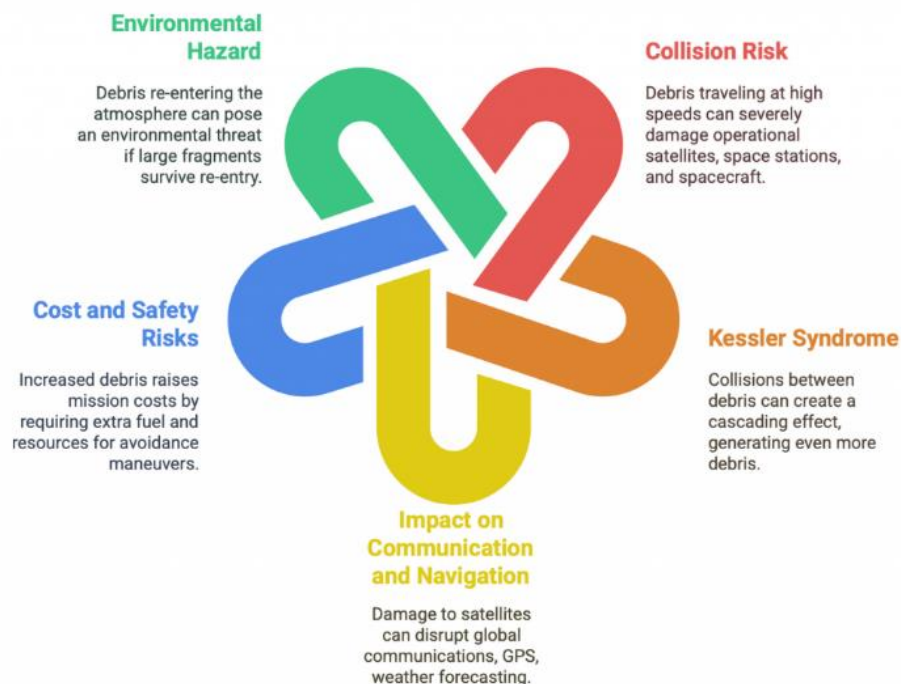 Environmental
Hazard
Debris re-entering the
atmosphere can pose
an environmental threat
if large fragments
survive re-entry.
Collision Risk
Debris traveling at high
speeds can severely
damage operational
satellites, space stations,
and spacecraft.
Cost and Safety
Risks
Increased debris raises
mission costs by
requiring extra fuel and
resources for avoidance
maneuvers.
Kessler Syndrome
Collisions between
debris can create a
cascading effect,
generating even more
debris.
Impact on
Communication
and Navigation
Damage to satellites
can disrupt global
communications, GPS,
weather forecasting.